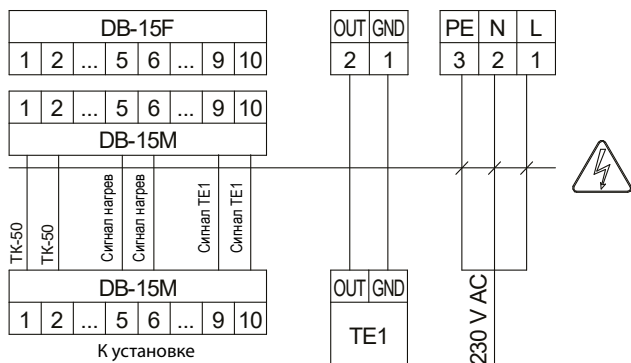 DB-15F OUT GND PE N L
1 2 ... 5 6 ... 9 10 2 1 3 2 1
1 2 ... 5 6 ... 9 10
DB-15M
ТК-50
ТК-50
Сигнал нагрев
Сигнал нагрев
Сигнал ТЕ1
Сигнал ТЕ1
DB-15M OUT GND
1 2 ... 5 6 ... 9 10 TE1
230 V AC
К установке